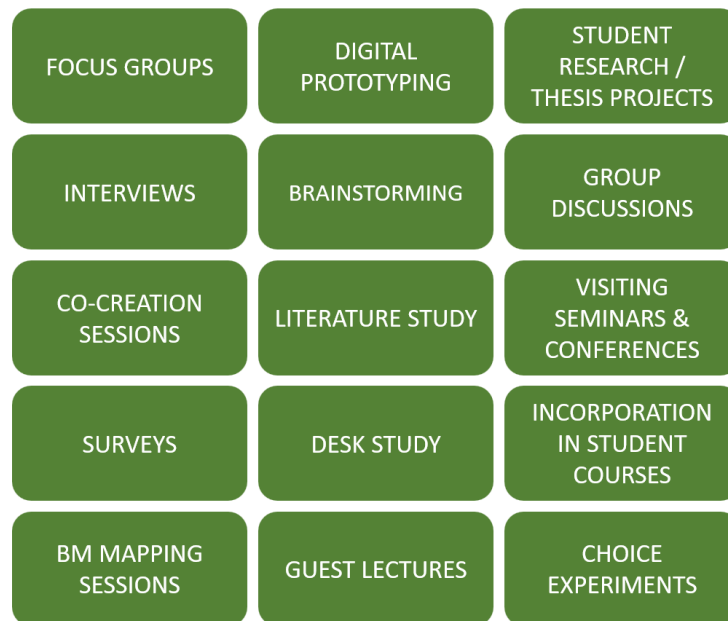 FOCUS GROUPS
DIGITAL
PROTOTYPING
STUDENT
RESEARCH /
THESIS PROJECTS
INTERVIEWS
BRAINSTORMING
GROUP
DISCUSSIONS
CO-CREATION
SESSIONS
LITERATURE STUDY
VISITING
SEMINARS &
CONFERENCES
SURVEYS
DESK STUDY
INCORPORATION
IN STUDENT
COURSES
BM MAPPING
SESSIONS
GUEST LECTURES
CHOICE
EXPERIMENTS